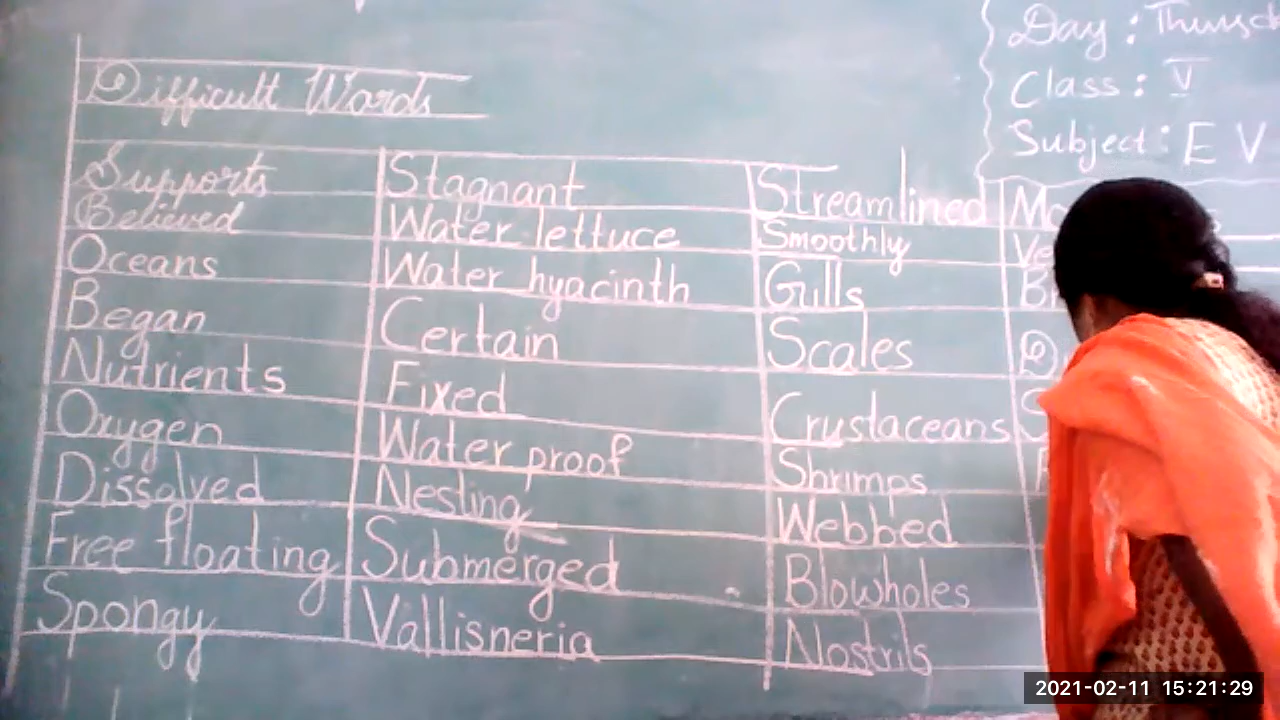 Difficult Words
Day :
Class : V
Subject : E V
Supports Stagnant Streamlined
Believed Water lettuce Smoothly
Oceans Water hyacinth Gulls
Began Certain Scales
Nutrients Fixed Crustaceans
Oxygen Water proof Shrimps
Dissolved Nesting Webbed
Free floating Submerged Blowholes
Spongy Vallisneria Nostrils
2021-02-11 15:21:29